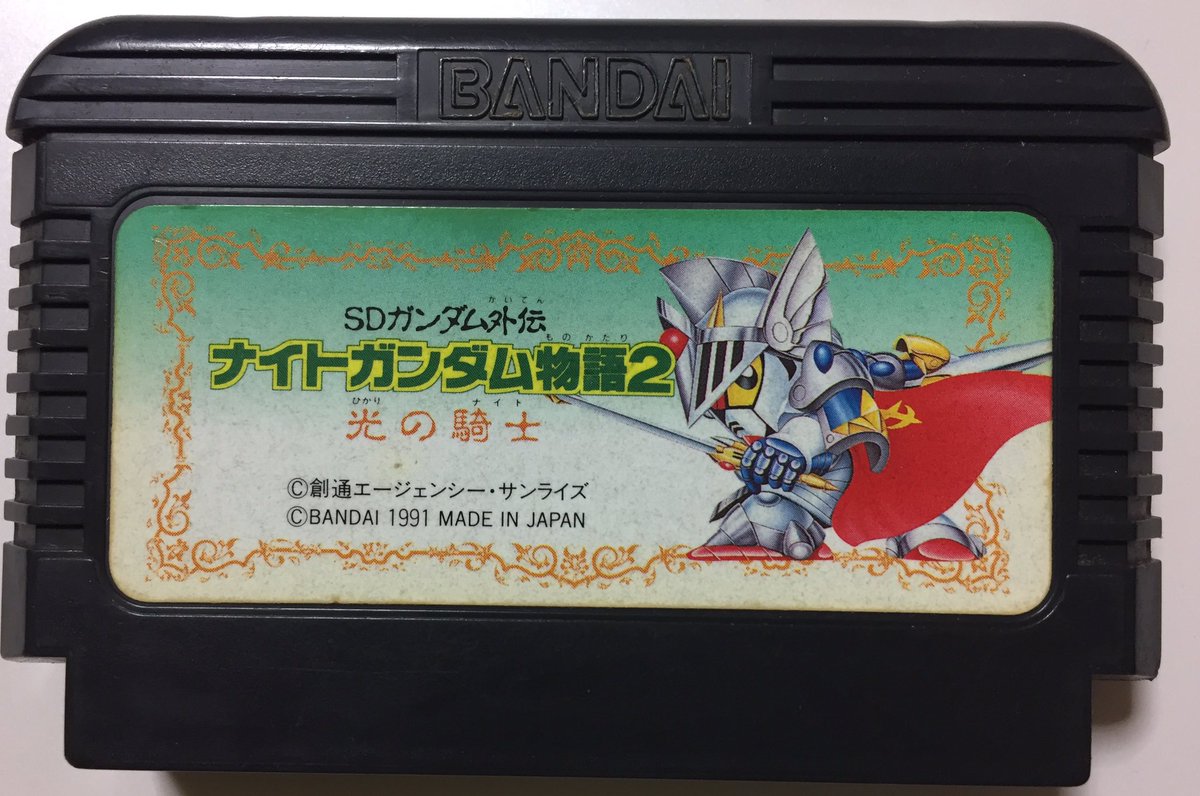 BANDAI
かいでん
SDガンダム外伝
ものがたり
ナイトガンダム物語2
ひかり ナイト
光の騎士
©創通エージェンシー・サンライズ
©BANDAI 1991 MADE IN JAPAN